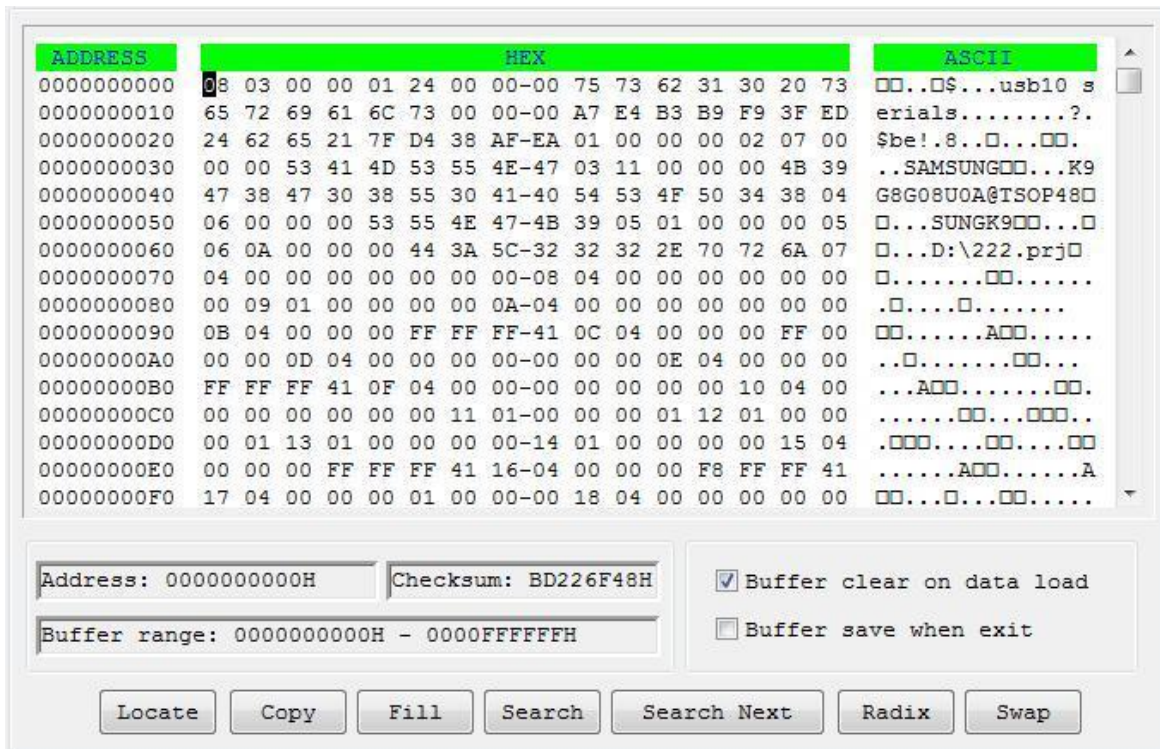 ADDRESS HEX ASCII
0000000000 08 03 00 00 01 24 00 00-00 75 73 62 31 30 20 73 □□..□$...usb10 s
0000000010 65 72 69 61 6C 73 00 00-00 A7 E4 B3 B9 F9 3F ED erials........?.
0000000020 24 62 65 21 7F D4 38 AF-EA 01 00 00 00 02 07 00 $be!.8..□...□□.
0000000030 00 00 53 41 4D 53 55 4E-47 03 11 00 00 00 4B 39 ..SAMSUNG□□...K9
0000000040 47 38 47 30 38 55 30 41-40 54 53 4F 50 34 38 04 G8G08U0A@TSOP48□
0000000050 06 00 00 00 53 55 4E 47-4B 39 05 01 00 00 00 05 □...SUNGK9□□...□
0000000060 06 0A 00 00 00 44 3A 5C-32 32 32 2E 70 72 6A 07 □...D:\222.prj□
0000000070 04 00 00 00 00 00 00 00-08 04 00 00 00 00 00 00 □.......□□......
0000000080 00 09 01 00 00 00 00 0A-04 00 00 00 00 00 00 00 .□....□.......
0000000090 0B 04 00 00 00 FF FF FF-41 0C 04 00 00 00 FF 00 □□......A□□.....
00000000A0 00 00 0D 04 00 00 00 00-00 00 00 0E 04 00 00 00 ..□.......□□...
00000000B0 FF FF FF 41 0F 04 00 00-00 00 00 00 00 10 04 00 ...A□□........□□.
00000000C0 00 00 00 00 00 00 11 01-00 00 00 01 12 01 00 00 ......□□...□□□..
00000000D0 00 01 13 01 00 00 00 00-14 01 00 00 00 00 15 04 .□□□....□□....□□
00000000E0 00 00 00 FF FF FF 41 16-04 00 00 00 F8 FF FF 41 ......A□□......A
00000000F0 17 04 00 00 00 01 00 00-00 18 04 00 00 00 00 00 □□...□...□□.....
Address: 0000000000H Checksum: BD226F48H
Buffer clear on data load
Buffer range: 0000000000H - 0000FFFFFFH
Buffer save when exit
Locate Copy Fill Search Search Next Radix Swap